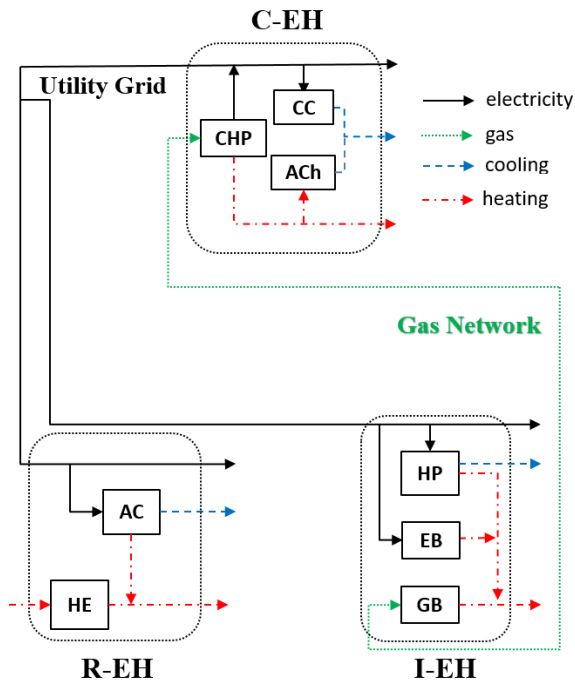 C-EH
Utility Grid
CC
CHP
ACh
electricity
gas
cooling
heating
Gas Network
HP
AC
EB
HE
GB
R-EH
I-EH